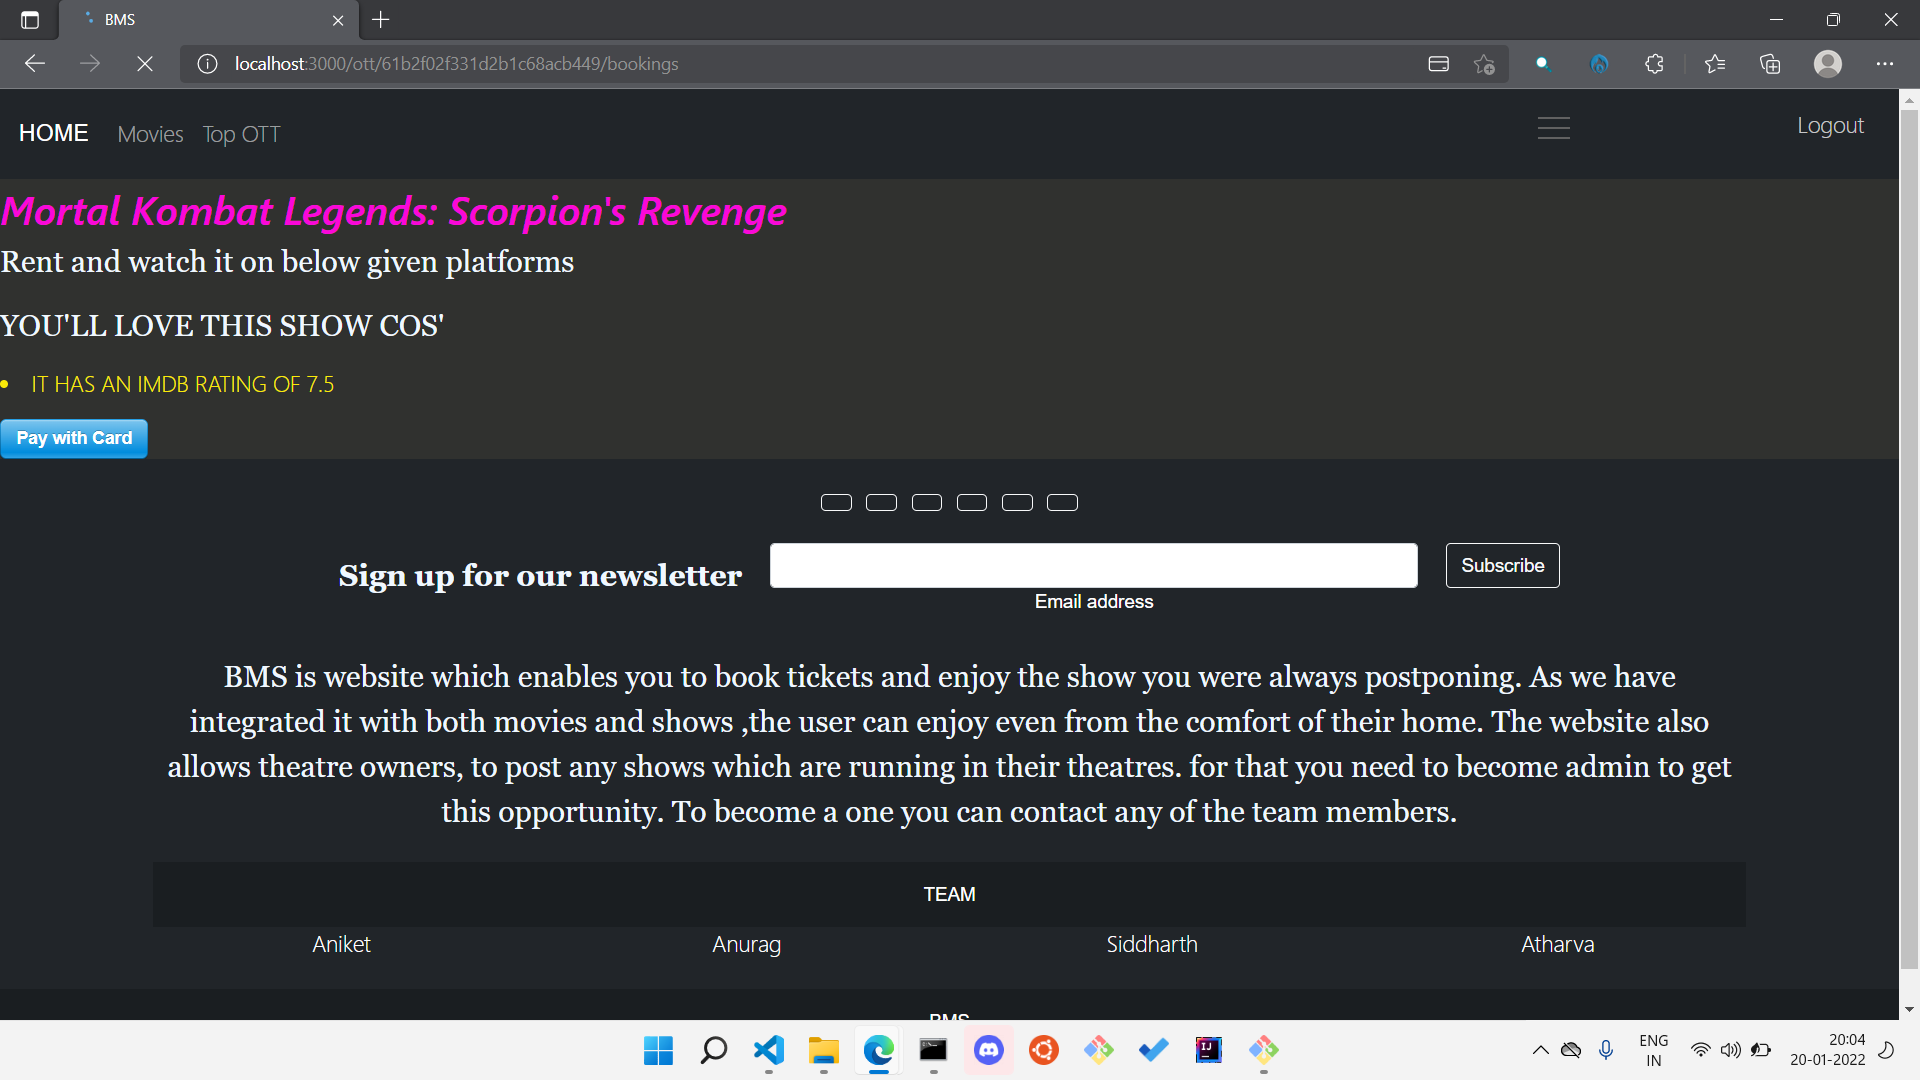 BMS
localhost:3000/ott/61b2f02f331d2b1c68acb449/bookings
HOME Movies Top OTT Logout
Mortal Kombat Legends: Scorpion's Revenge
Rent and watch it on below given platforms
YOU'LL LOVE THIS SHOW COS'
IT HAS AN IMDB RATING OF 7.5
Pay with Card
Sign up for our newsletter
Subscribe
Email address
BMS is website which enables you to book tickets and enjoy the show you were always postponing. As we have
integrated it with both movies and shows ,the user can enjoy even from the comfort of their home. The website also
allows theatre owners, to post any shows which are running in their theatres. for that you need to become admin to get
this opportunity. To become a one you can contact any of the team members.
TEAM
Aniket Anurag Siddharth Atharva
BMS
IJ
ENG
IN
20:04
20-01-2022